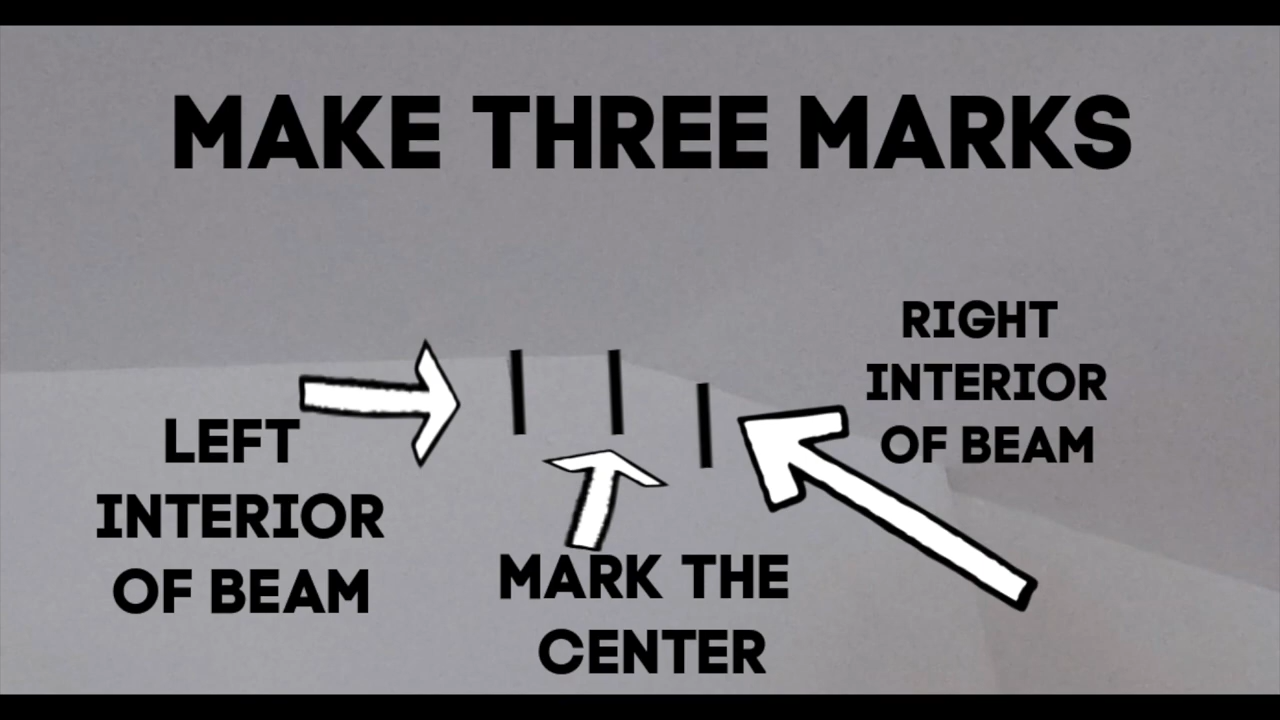 MAKE THREE MARKS
LEFT
INTERIOR
OF BEAM
MARK THE
CENTER
RIGHT
INTERIOR
OF BEAM